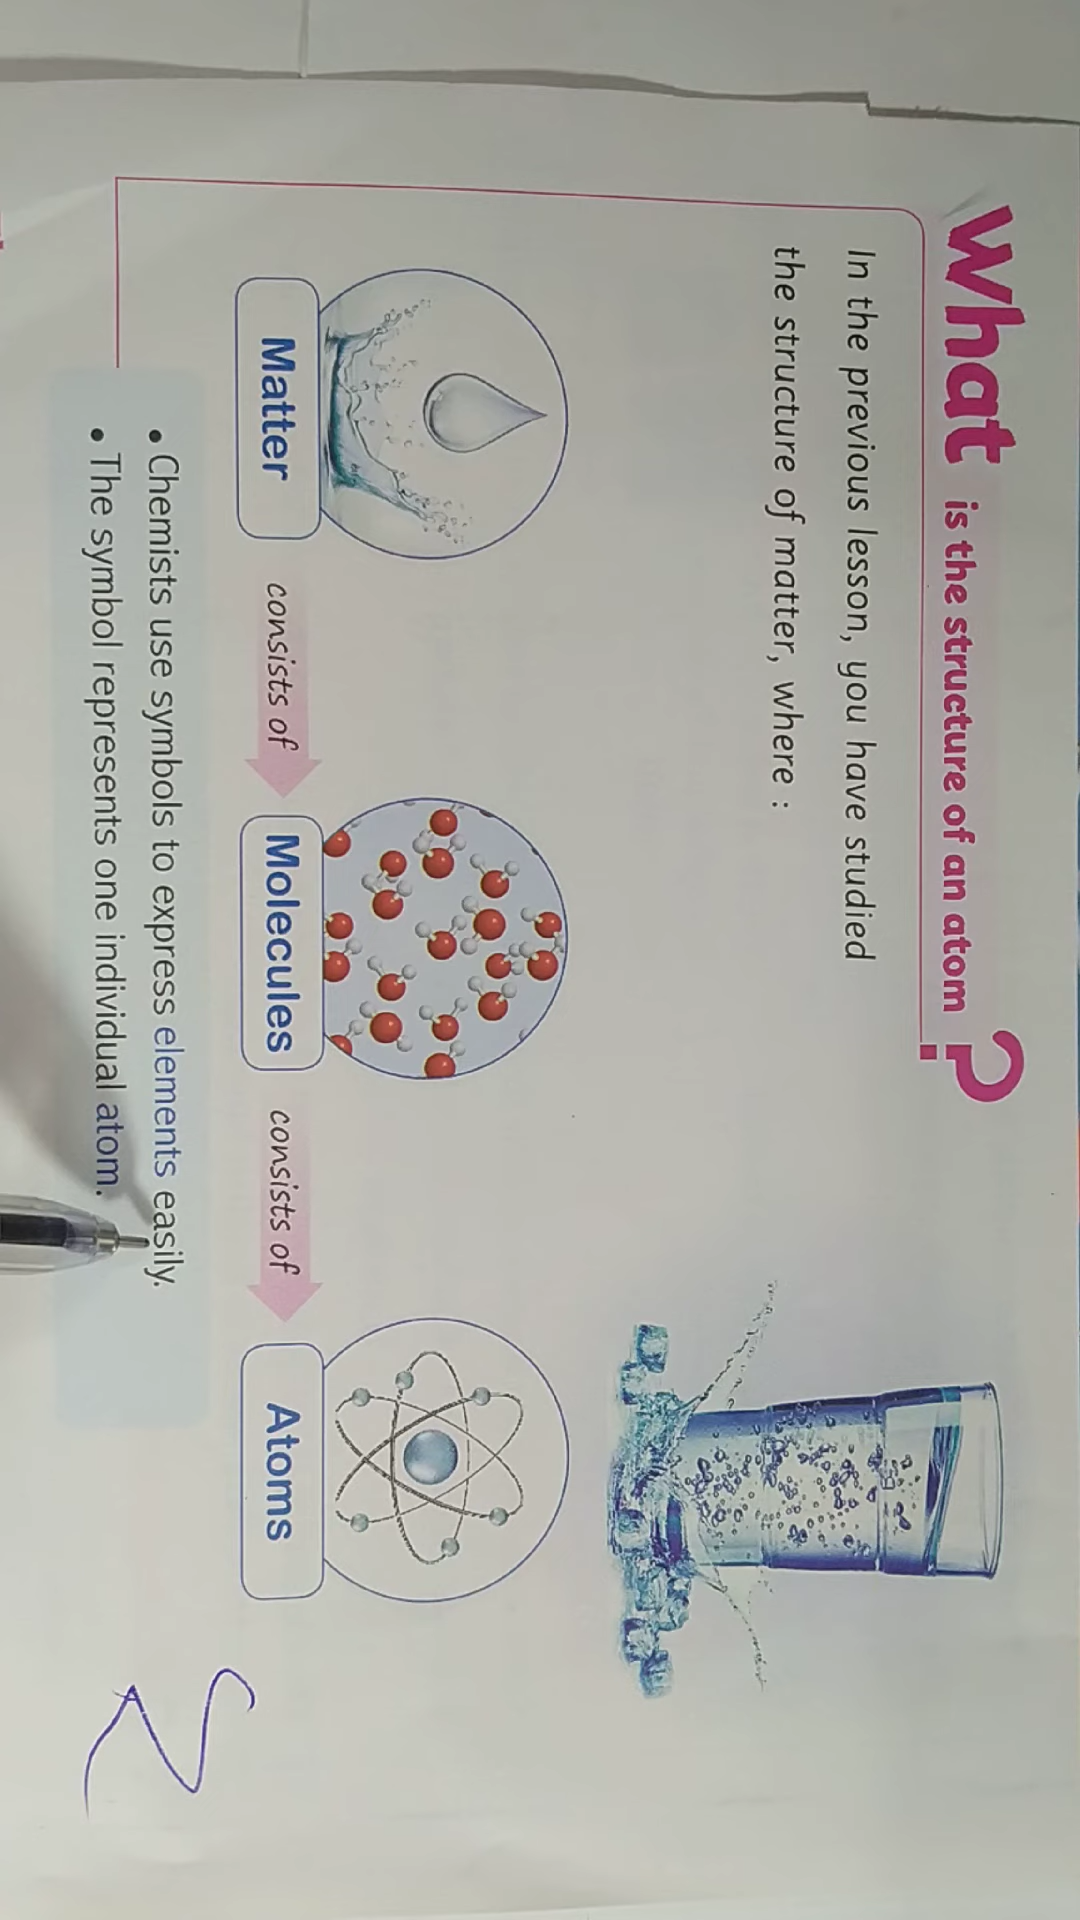 What is the structure of an atom ?
In the previous lesson, you have studied
the structure of matter, where :
Matter consists of Molecules consists of Atoms
• Chemists use symbols to express elements easily.
• The symbol represents one individual atom.